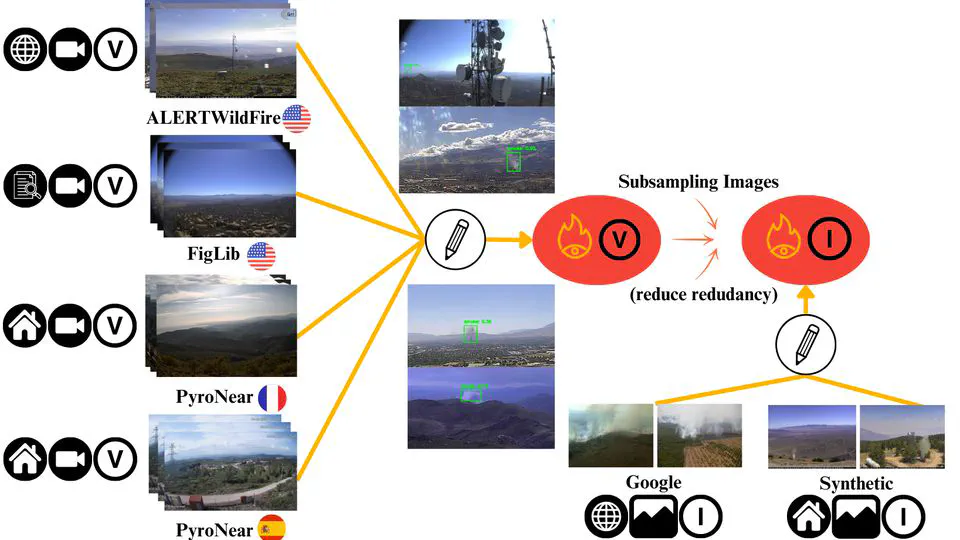 V
ALERTWildFire
V
FigLib
V
PyroNear
V
PyroNear
Subsampling Images
V
I
(reduce redudancy)
Google
I
Synthetic
I